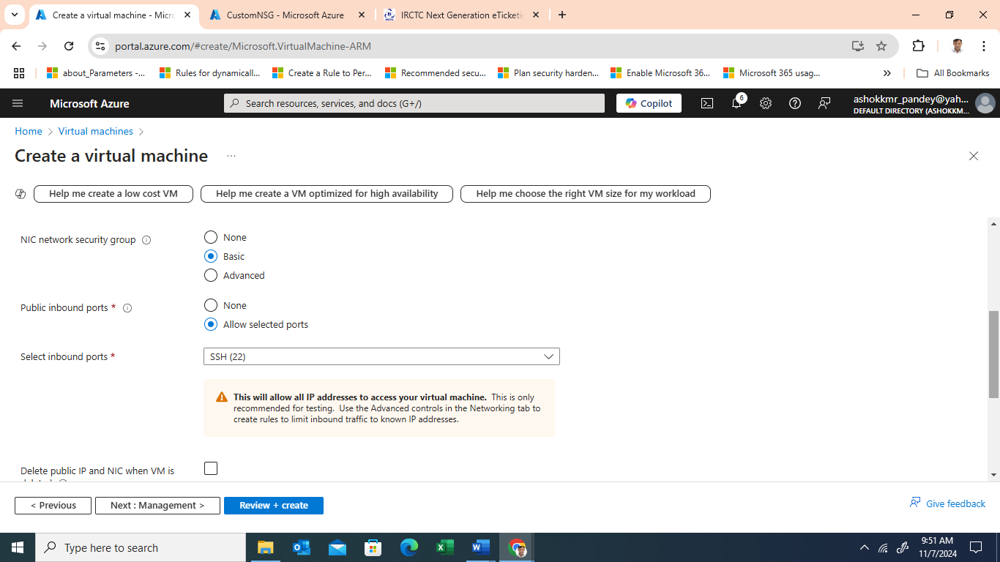 Create a virtual machine - Micro
CustomNSG - Microsoft Azure
IRCTC Next Generation eTicketin
portal.azure.com/#create/Microsoft.VirtualMachine-ARM
about_Parameters -...
Rules for dynamicall...
Create a Rule to Per...
Recommended secu...
Plan security harden...
Enable Microsoft 36...
Microsoft 365 usag...
All Bookmarks
Microsoft Azure
Search resources, services, and docs (G+/)
Copilot
6
ashokkmr_pandey@yah...
DEFAULT DIRECTORY (ASHOKKM...
Home > Virtual machines >
Create a virtual machine ...
Help me create a low cost VM
Help me create a VM optimized for high availability
Help me choose the right VM size for my workload
NIC network security group
None
Basic
Advanced
Public inbound ports *
None
Allow selected ports
Select inbound ports *
SSH (22)
This will allow all IP addresses to access your virtual machine. This is only
recommended for testing. Use the Advanced controls in the Networking tab to
create rules to limit inbound traffic to known IP addresses.
Delete public IP and NIC when VM is
< Previous
Next : Management >
Review + create
Give feedback
Type here to search
9:51 AM
11/7/2024